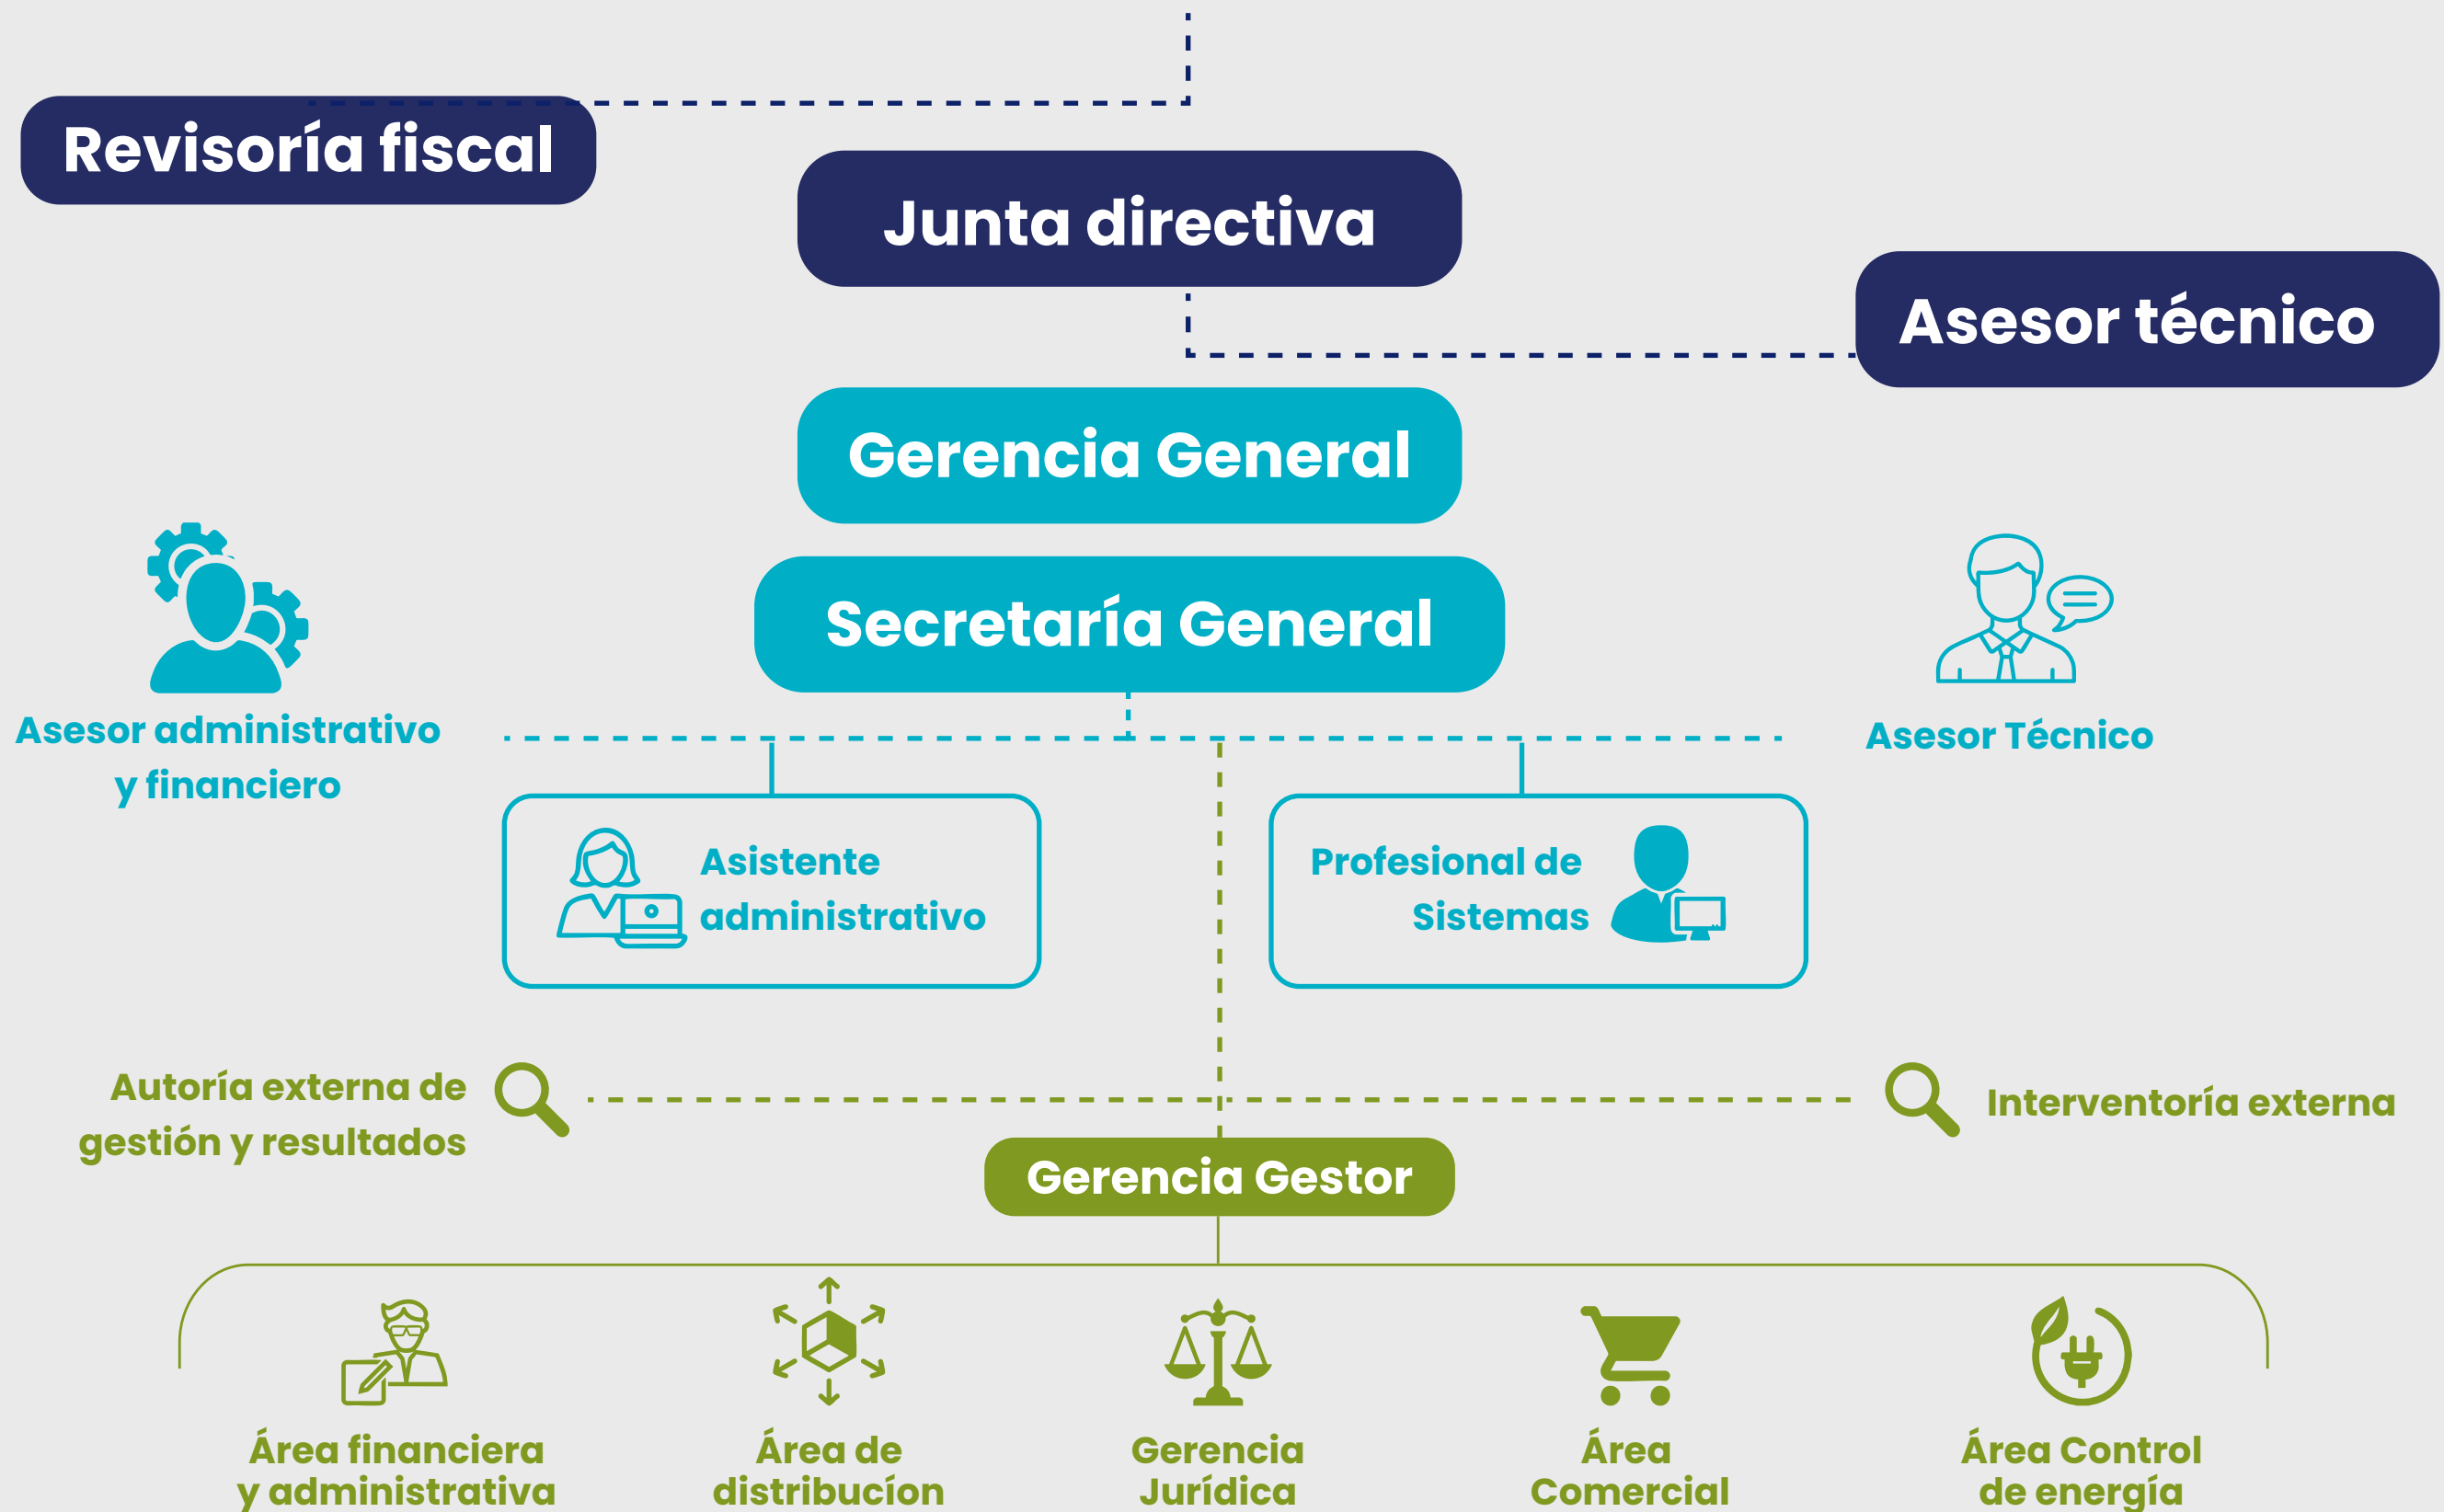 Revisoría fiscal
Junta directiva
Asesor técnico
Gerencia General
Secretaría General
Asesor administrativo
y financiero
Asesor Técnico
Asistente
administrativo
Profesional de
Sistemas
Autoría externa de
gestión y resultados
Interventoría externa
Gerencia Gestor
Área financiera
y administrativa
Área de
distribucíon
Gerencia
Jurídica
Área
Comercial
Área Control
de energía